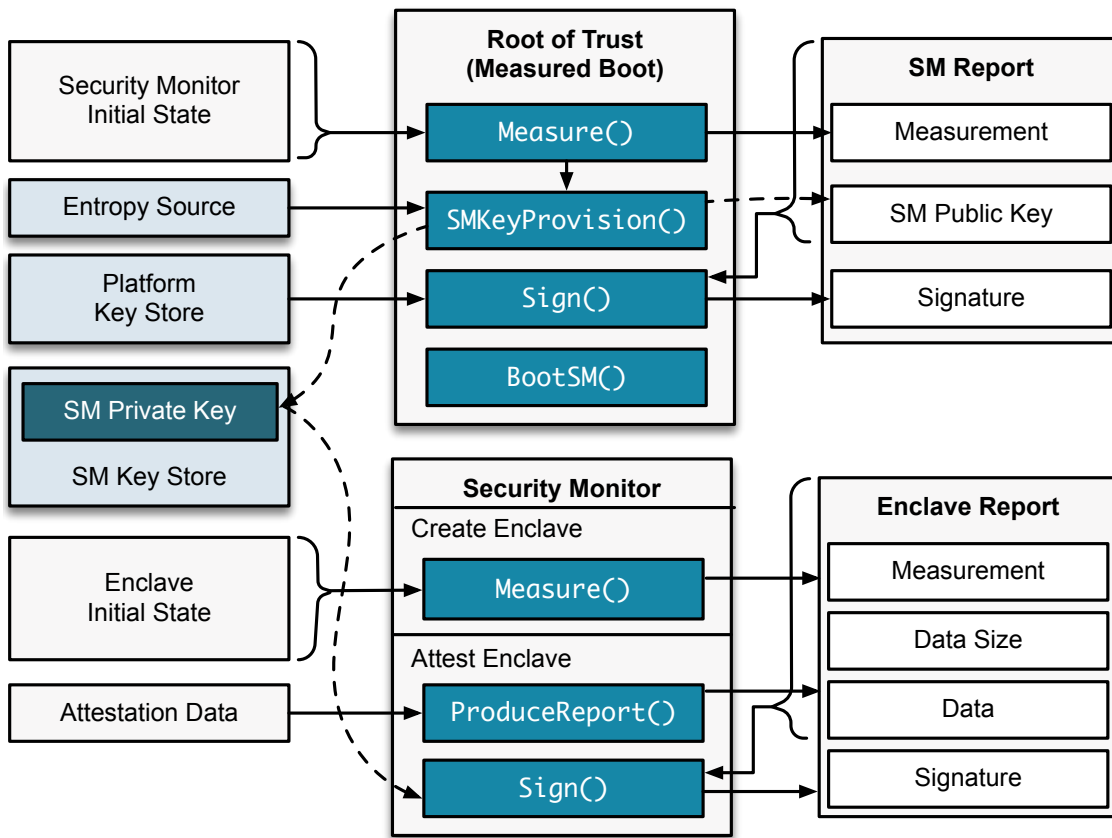 Security Monitor
Initial State
Entropy Source
Platform
Key Store
SM Private Key
SM Key Store
Enclave
Initial State
Attestation Data
Root of Trust
(Measured Boot)
Measure()
SMKeyProvision()
Sign()
BootSM()
Security Monitor
Create Enclave
Measure()
Attest Enclave
ProduceReport()
Sign()
SM Report
Measurement
SM Public Key
Signature
Enclave Report
Measurement
Data Size
Data
Signature